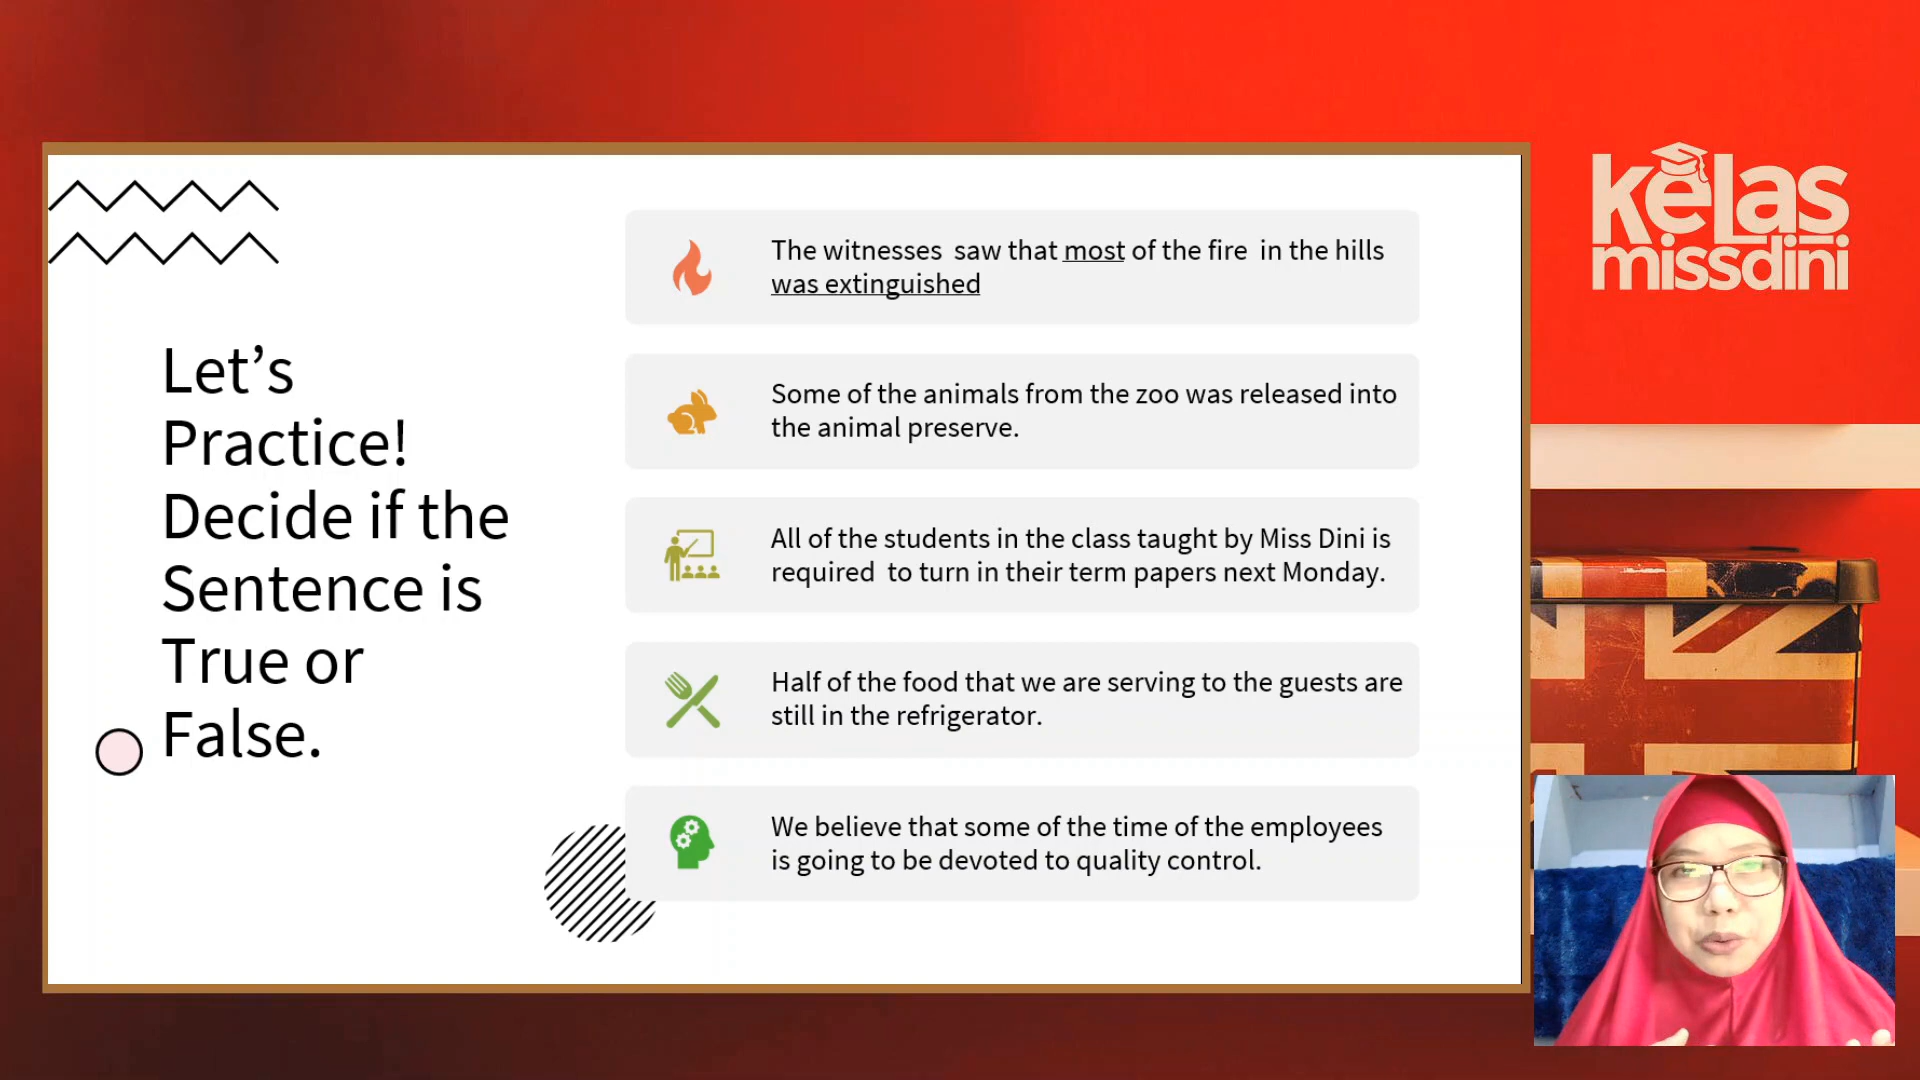 Let’s
Practice!
Decide if the
Sentence is
True or
False.
The witnesses  saw that most of the fire  in the hills
was extinguished
Some of the animals from the zoo was released into
the animal preserve.
All of the students in the class taught by Miss Dini is
required  to turn in their term papers next Monday.
Half of the food that we are serving to the guests are
still in the refrigerator.
We believe that some of the time of the employees
is going to be devoted to quality control.
kelas
missdini